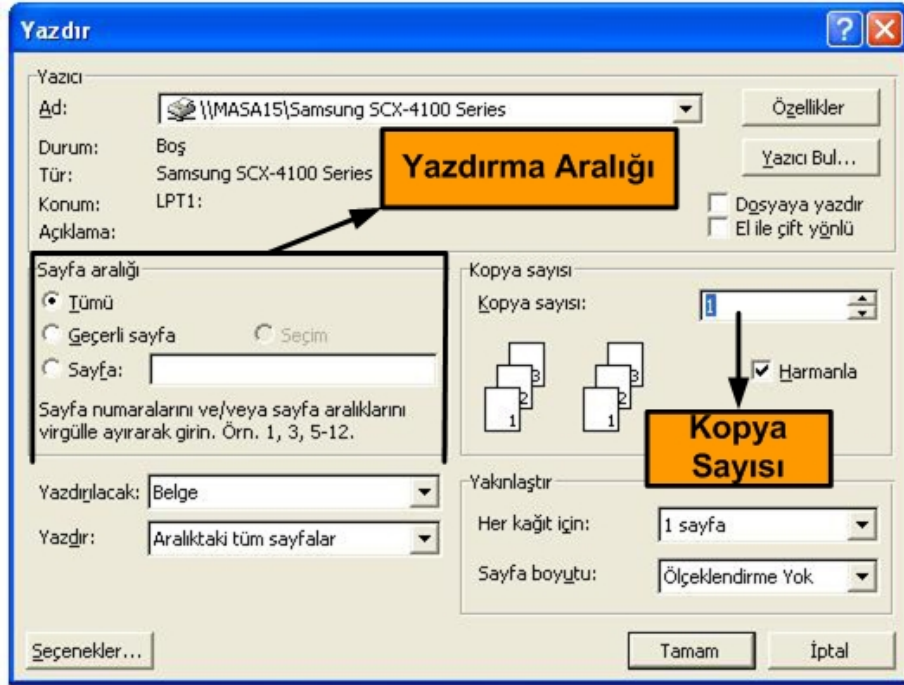 Yazdır
Yazıcı
Ad: \\MASA15\Samsung SCX-4100 Series Özellikler
Durum: Boş
Yazıcı Bul...
Tür: Samsung SCX-4100 Series
Konum: LPT1:
Açıklama:
Yazdırma Aralığı
Dosyaya yazdır
El ile çift yönlü
Sayfa aralığı
Tümü
Geçerli sayfa Seçim
Sayfa:
Sayfa numaralarını ve/veya sayfa aralıklarını
virgülle ayırarak girin. Örn. 1, 3, 5-12.
Kopya sayısı
Kopya sayısı: 1
3 3
2 2
1 1
Harmanla
Kopya
Sayısı
Yazdırılacak: Belge
Yazdır: Aralıktaki tüm sayfalar
Yakınlaştır
Her kağıt için: 1 sayfa
Sayfa boyutu: Ölçeklendirme Yok
Seçenekler... Tamam İptal